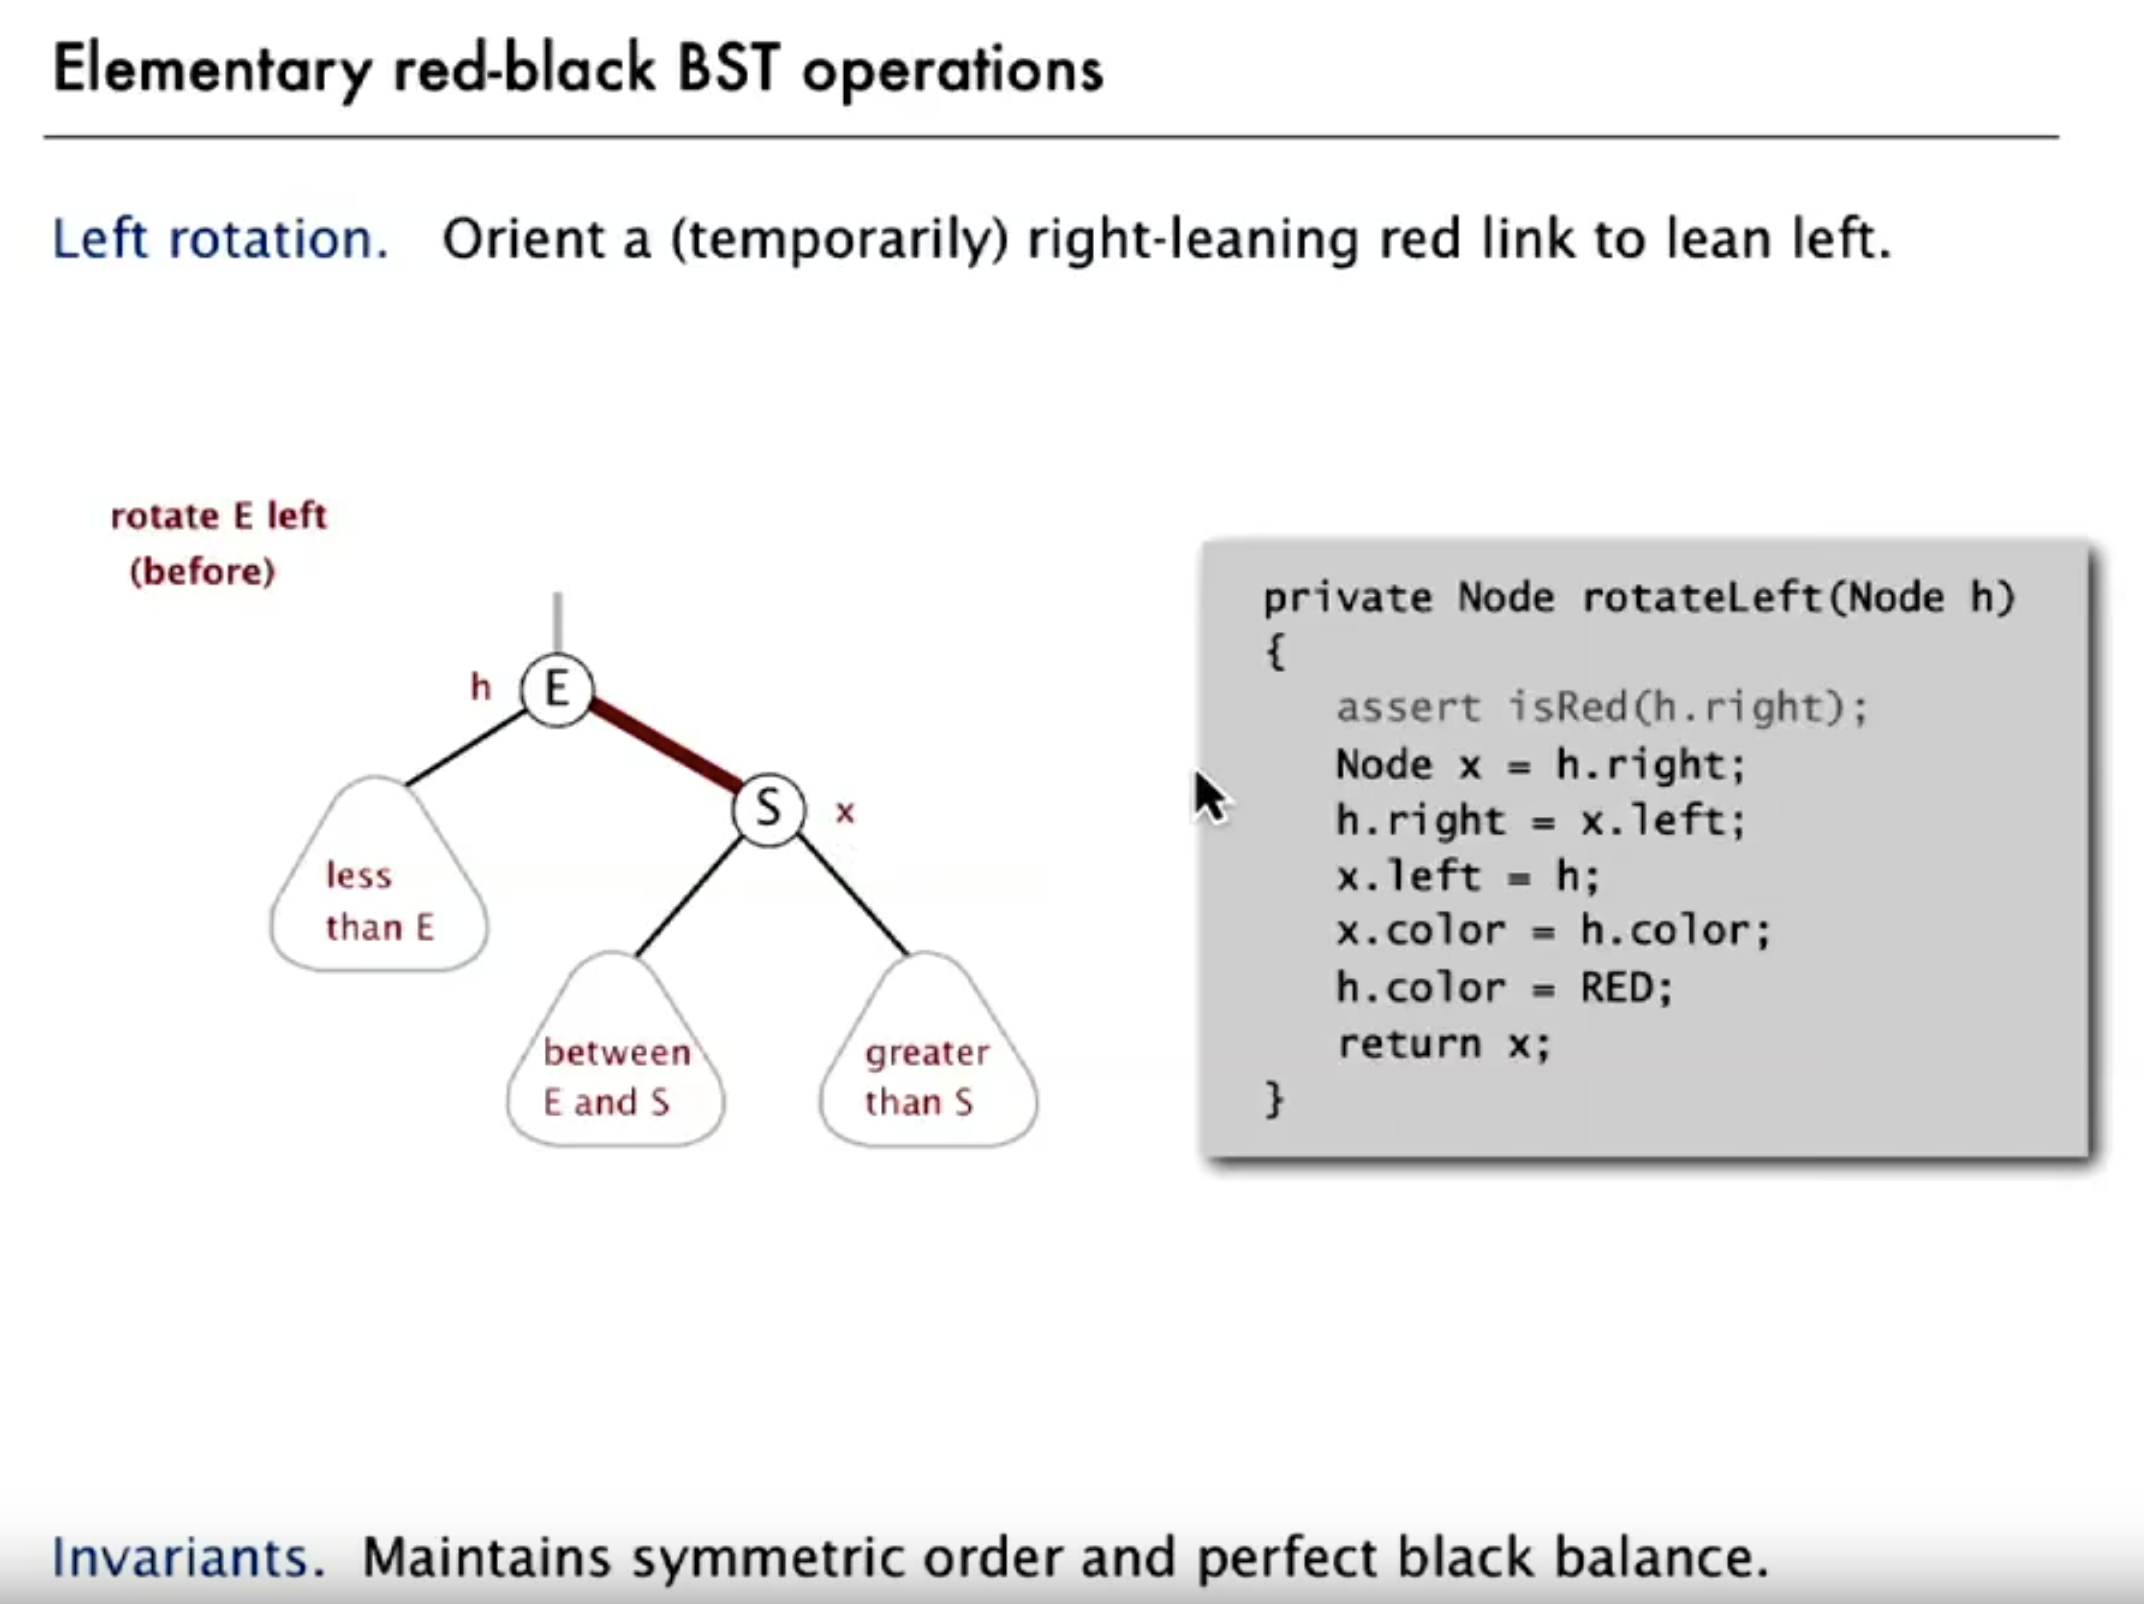 Elementary red-black BST operations
Left rotation. Orient a (temporarily) right-leaning red link to lean left.
rotate E left
(before)
h
E
S
x
less
than E
between
E and S
greater
than S
private Node rotateLeft(Node h)
{
assert isRed(h.right);
Node x = h.right;
h.right = x.left;
x.left = h;
x.color = h.color;
h.color = RED;
return x;
}
Invariants. Maintains symmetric order and perfect black balance.